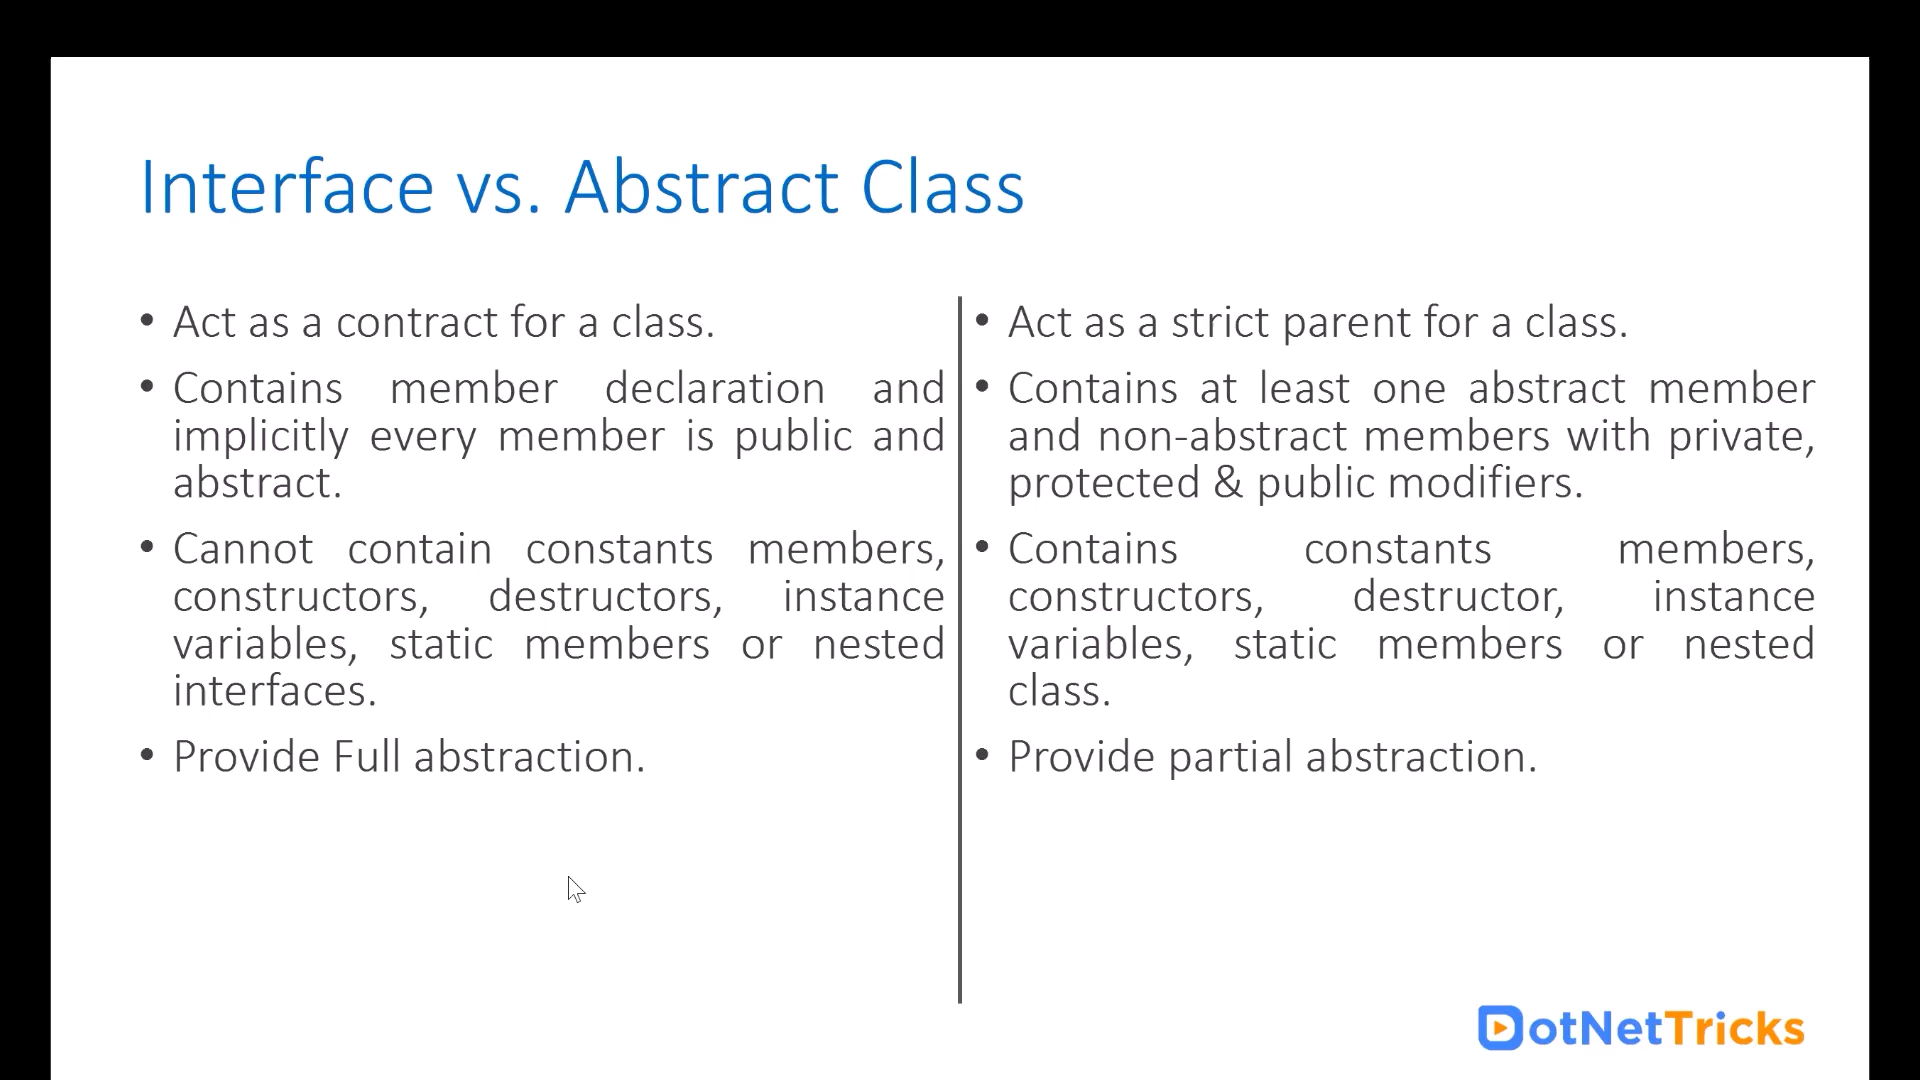 Interface vs. Abstract Class
• Act as a contract for a class.
• Contains member declaration and
implicitly every member is public and
abstract.
• Cannot contain constants members,
constructors, destructors, instance
variables, static members or nested
interfaces.
• Provide Full abstraction.
• Act as a strict parent for a class.
• Contains at least one abstract member
and non-abstract members with private,
protected & public modifiers.
• Contains constants members,
constructors, destructor, instance
variables, static members or nested
class.
• Provide partial abstraction.
DotNetTricks